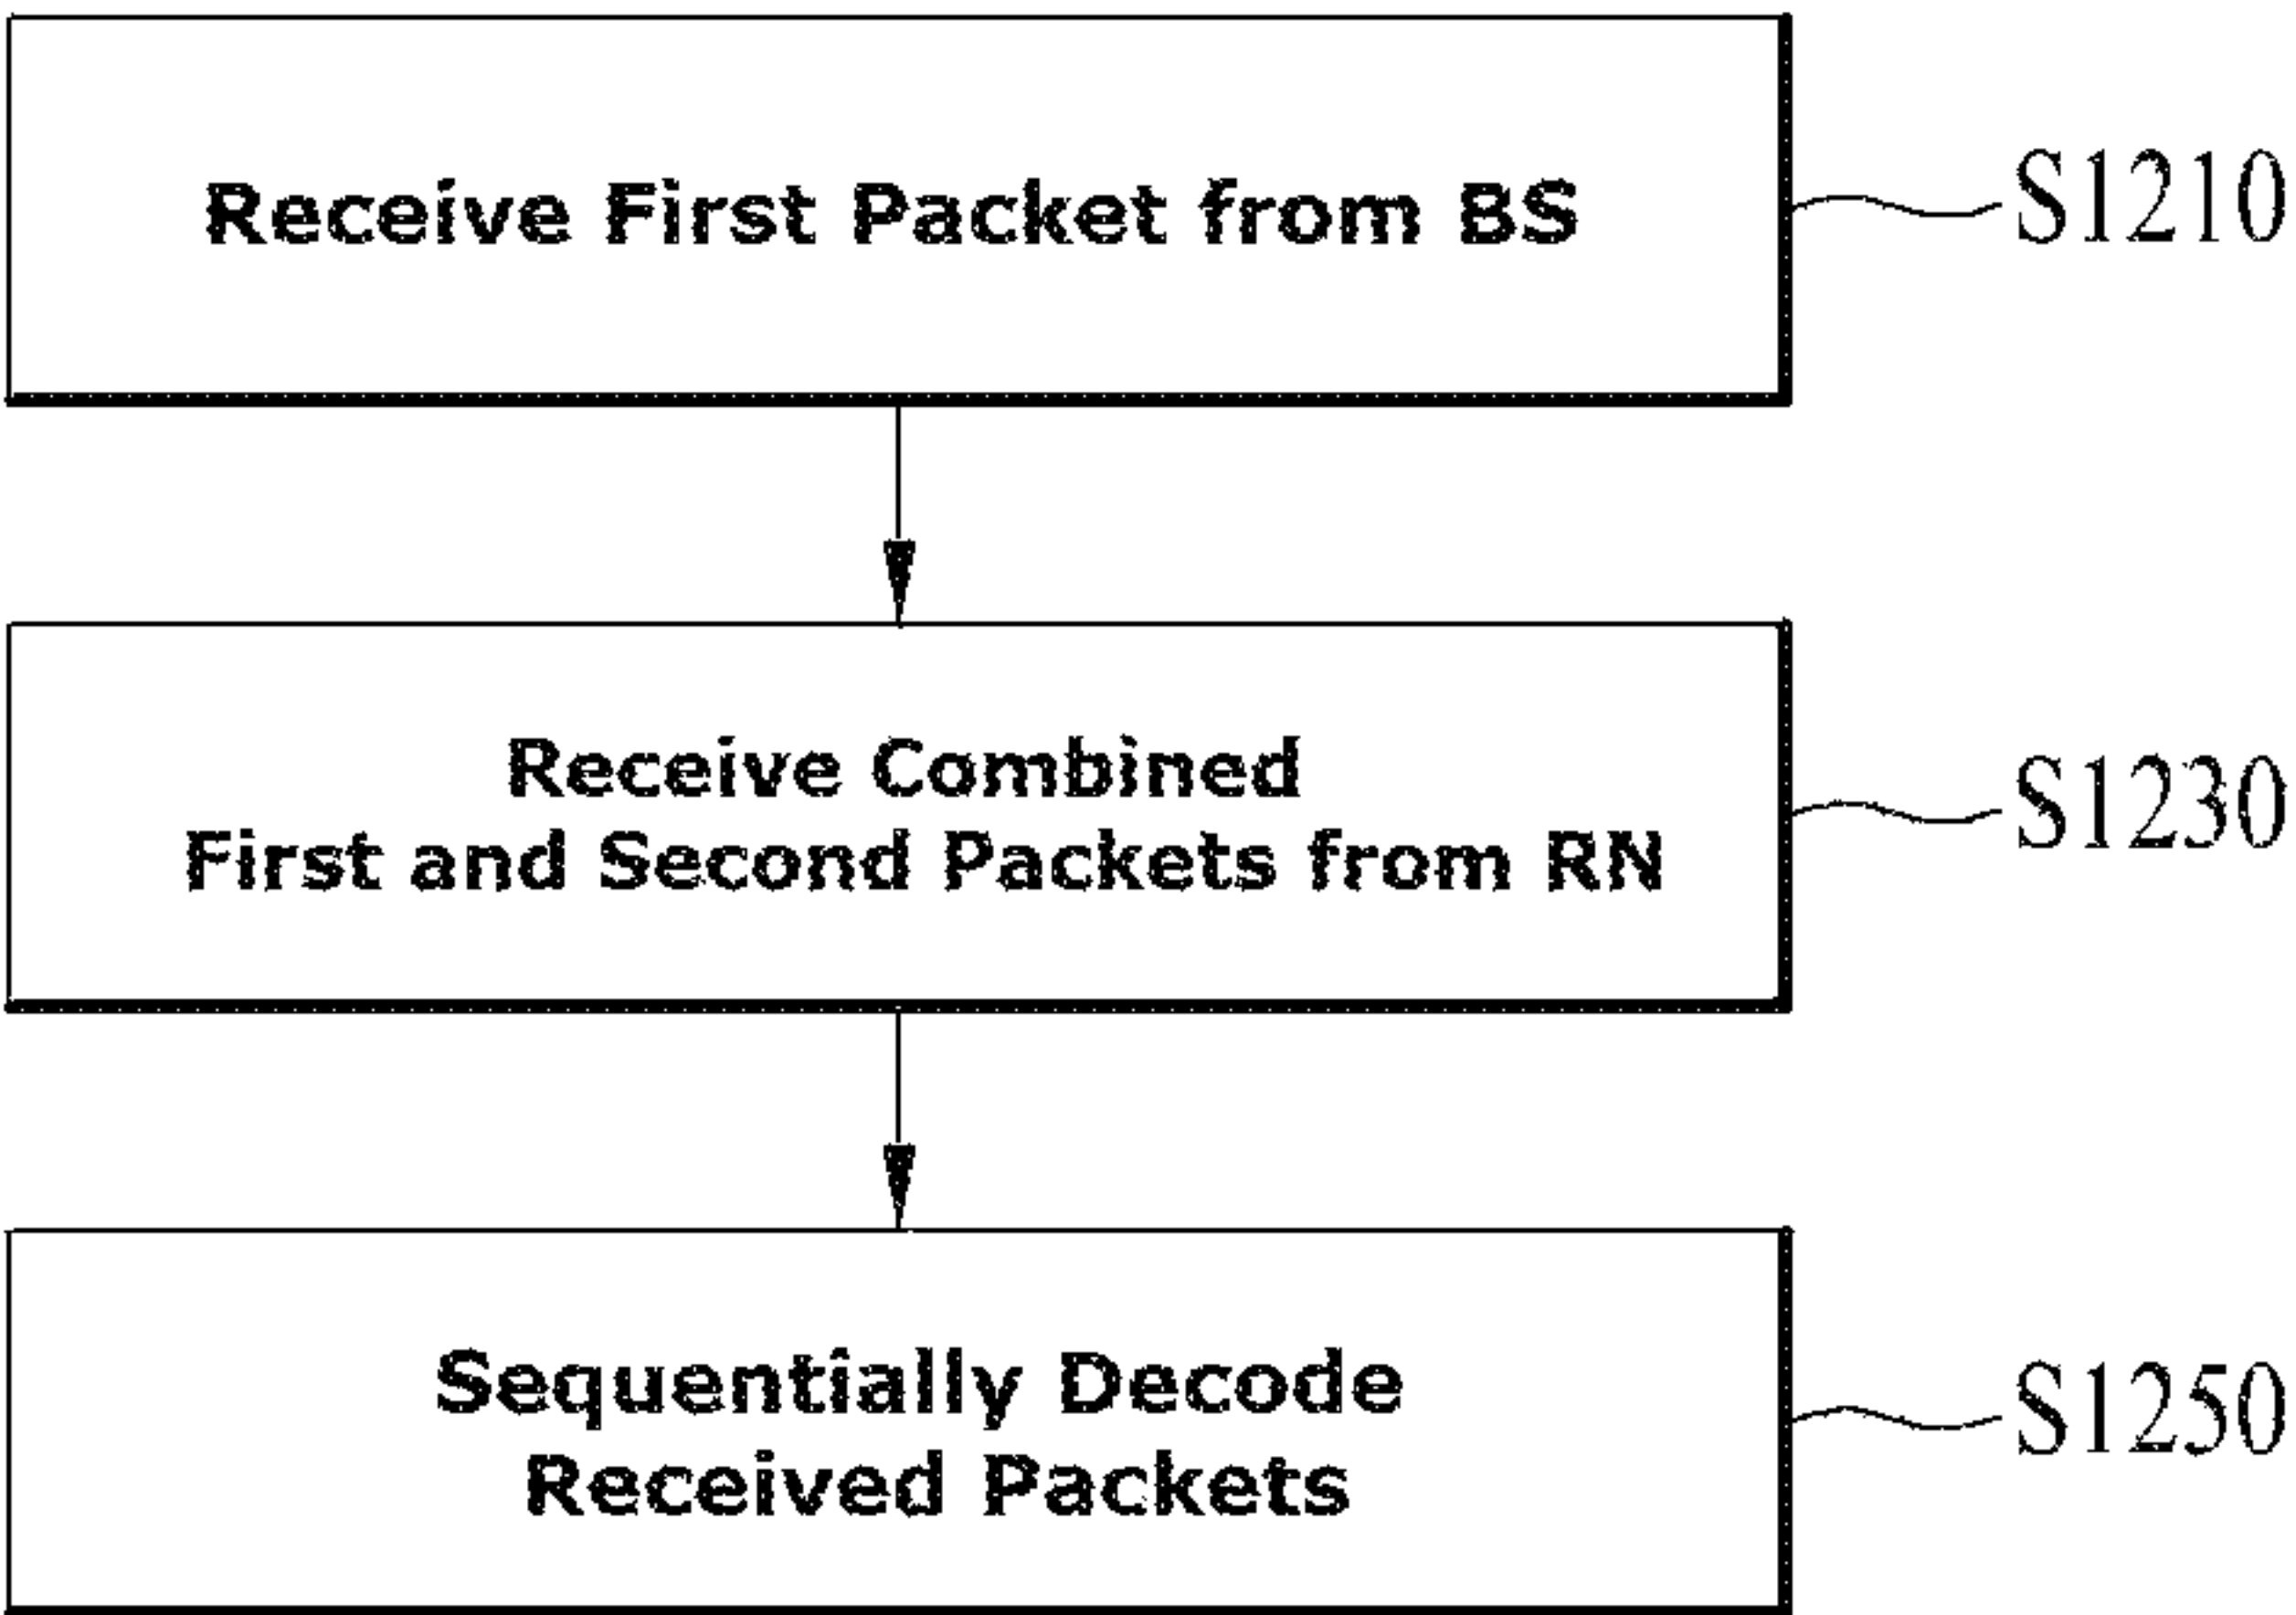 Receive First Packet from BS
S1210
Receive Combined
First and Second Packets from RN
S1230
Sequentially Decode
Received Packets
S1250